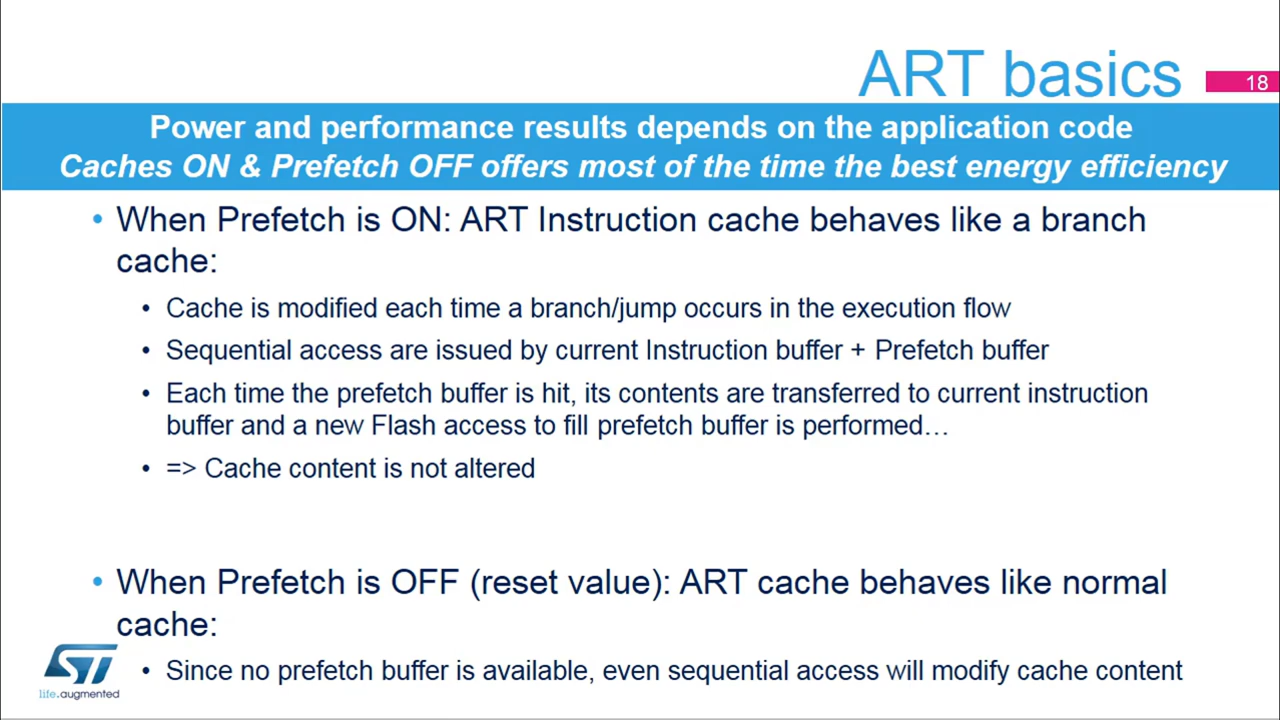 ART basics
18
Power and performance results depends on the application code
Caches ON & Prefetch OFF offers most of the time the best energy efficiency
• When Prefetch is ON: ART Instruction cache behaves like a branch
cache:
• Cache is modified each time a branch/jump occurs in the execution flow
• Sequential access are issued by current Instruction buffer + Prefetch buffer
• Each time the prefetch buffer is hit, its contents are transferred to current instruction
buffer and a new Flash access to fill prefetch buffer is performed…
• => Cache content is not altered
• When Prefetch is OFF (reset value): ART cache behaves like normal
cache:
• Since no prefetch buffer is available, even sequential access will modify cache content
ST
life.augmented